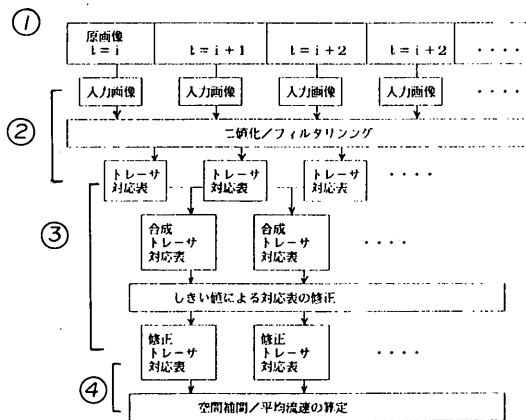 ①
原画像
t = i
t = i + 1
t = i + 2
t = i + 2
・・・・
入力画像
入力画像
入力画像
入力画像
・・・・
②
二値化/フィルタリンング
トレーサ
対応表
トレーサ
対応表
トレーサ
対応表
・・・・
③
合成
トレーサ
対応表
合成
トレーサ
対応表
・・・・
しきい値による対応表の修正
修正
トレーサ
対応表
修正
トレーサ
対応表
・・・・
④
空間補間/平均流速の算定